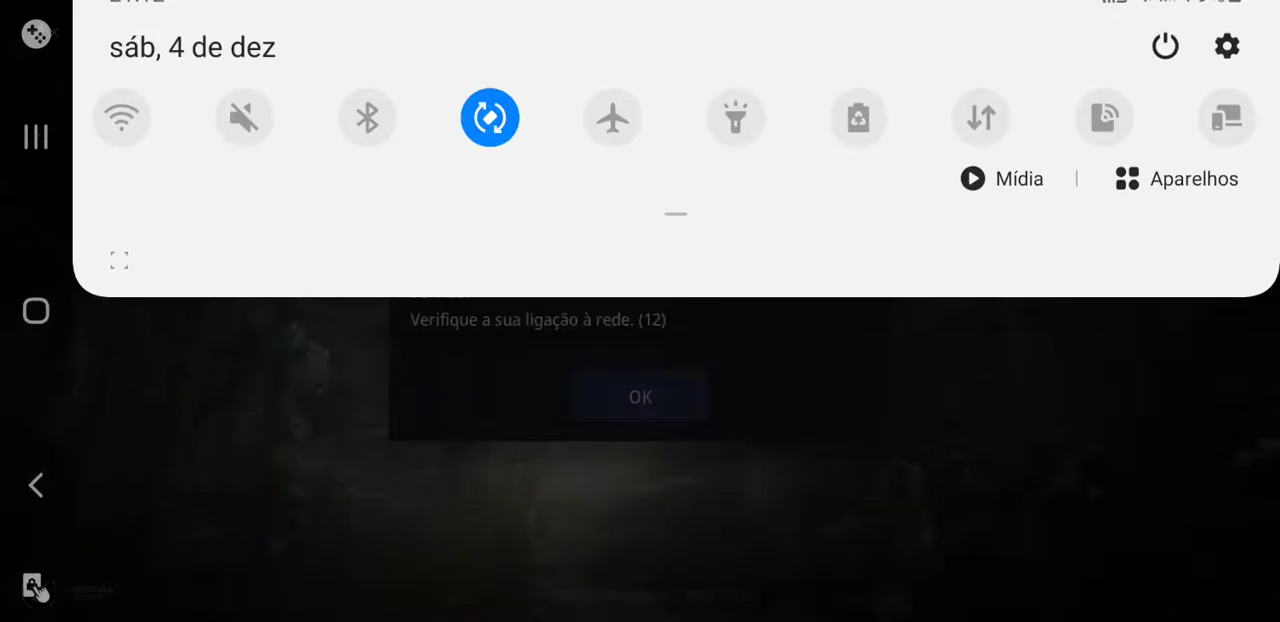 sáb, 4 de dez
Mídia | Aparelhos
Verifique a sua ligação à rede. (12)
OK